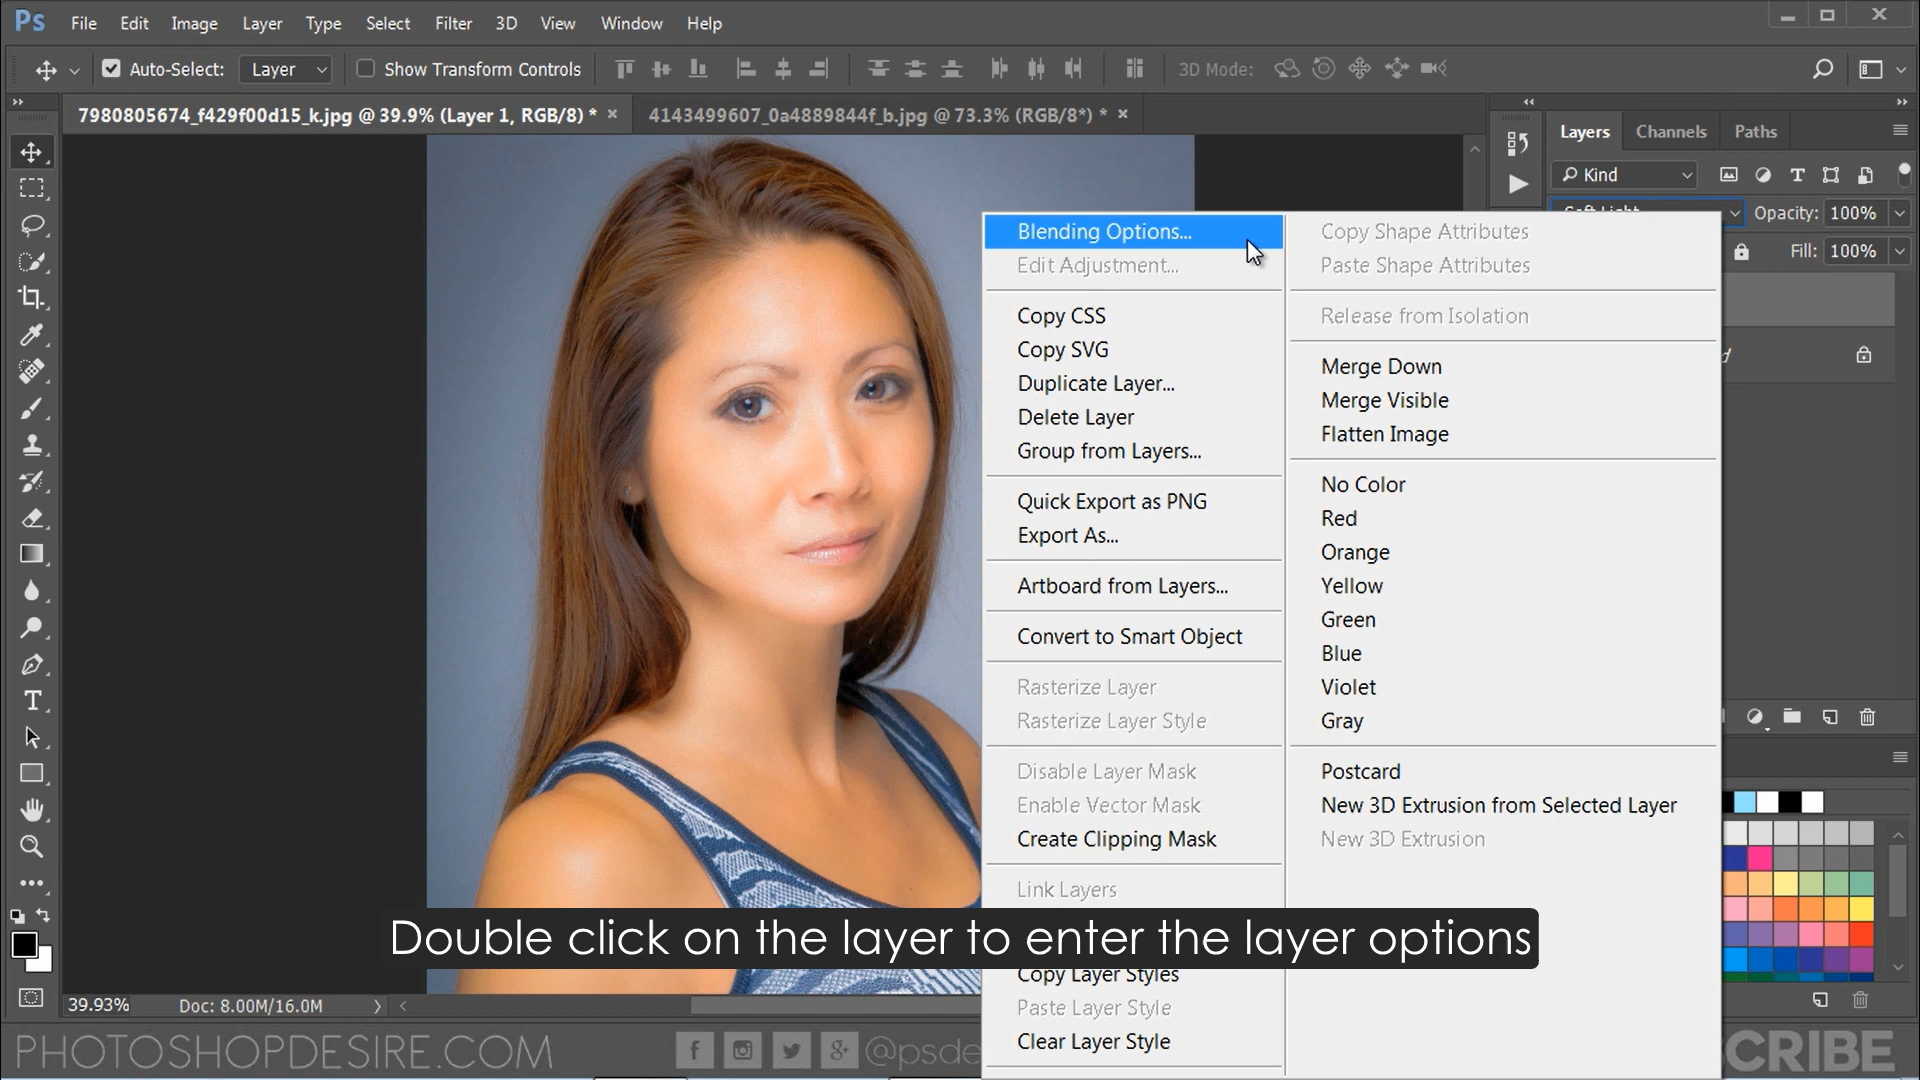 Ps File Edit Image Layer Type Select Filter 3D View Window Help
Auto-Select: Layer Show Transform Controls 3D Mode:
7980805674_f429f00d15_k.jpg @ 39.9% (Layer 1, RGB/8) * × 4143499607_0a4889844f_b.jpg @ 73.3% (RGB/8*) * ×
Layers Channels Paths
Kind
Soft Light Opacity: 100%
Fill: 100%
Blending Options...
Edit Adjustment...
Copy CSS
Copy SVG
Duplicate Layer...
Delete Layer
Group from Layers...
Quick Export as PNG
Export As...
Artboard from Layers...
Convert to Smart Object
Rasterize Layer
Rasterize Layer Style
Disable Layer Mask
Enable Vector Mask
Create Clipping Mask
Link Layers
Copy Layer Styles
Paste Layer Style
Clear Layer Style
Copy Shape Attributes
Paste Shape Attributes
Release from Isolation
Merge Down
Merge Visible
Flatten Image
No Color
Red
Orange
Yellow
Green
Blue
Violet
Gray
Postcard
New 3D Extrusion from Selected Layer
New 3D Extrusion
Double click on the layer to enter the layer options
39.93% Doc: 8.00M/16.0M
PHOTOSHOPDESIRE.COM @psde CRIBE